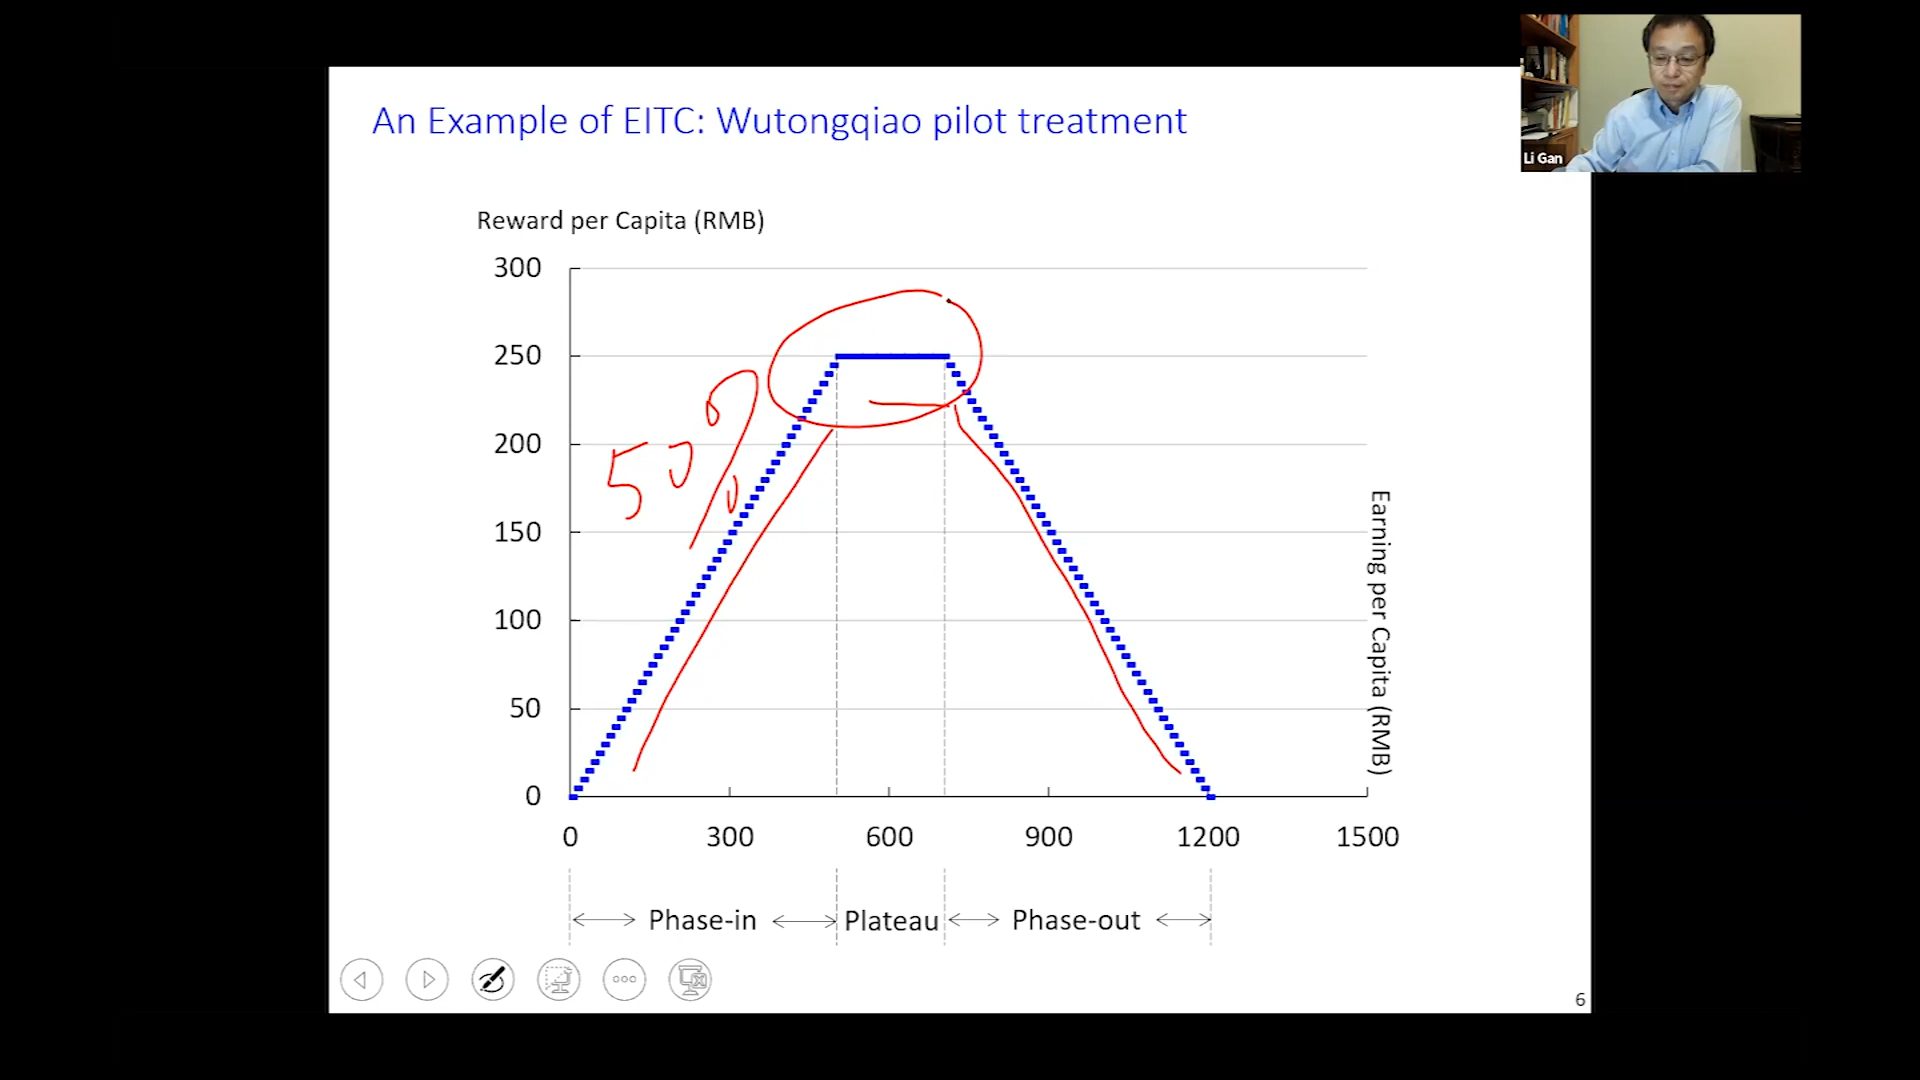 Li Gan
An Example of EITC: Wutongqiao pilot treatment
Reward per Capita (RMB)
300
250
200
150
100
50
0
50%
Earning per Capita (RMB)
0 300 600 900 1200 1500
Phase-in Plateau Phase-out
6